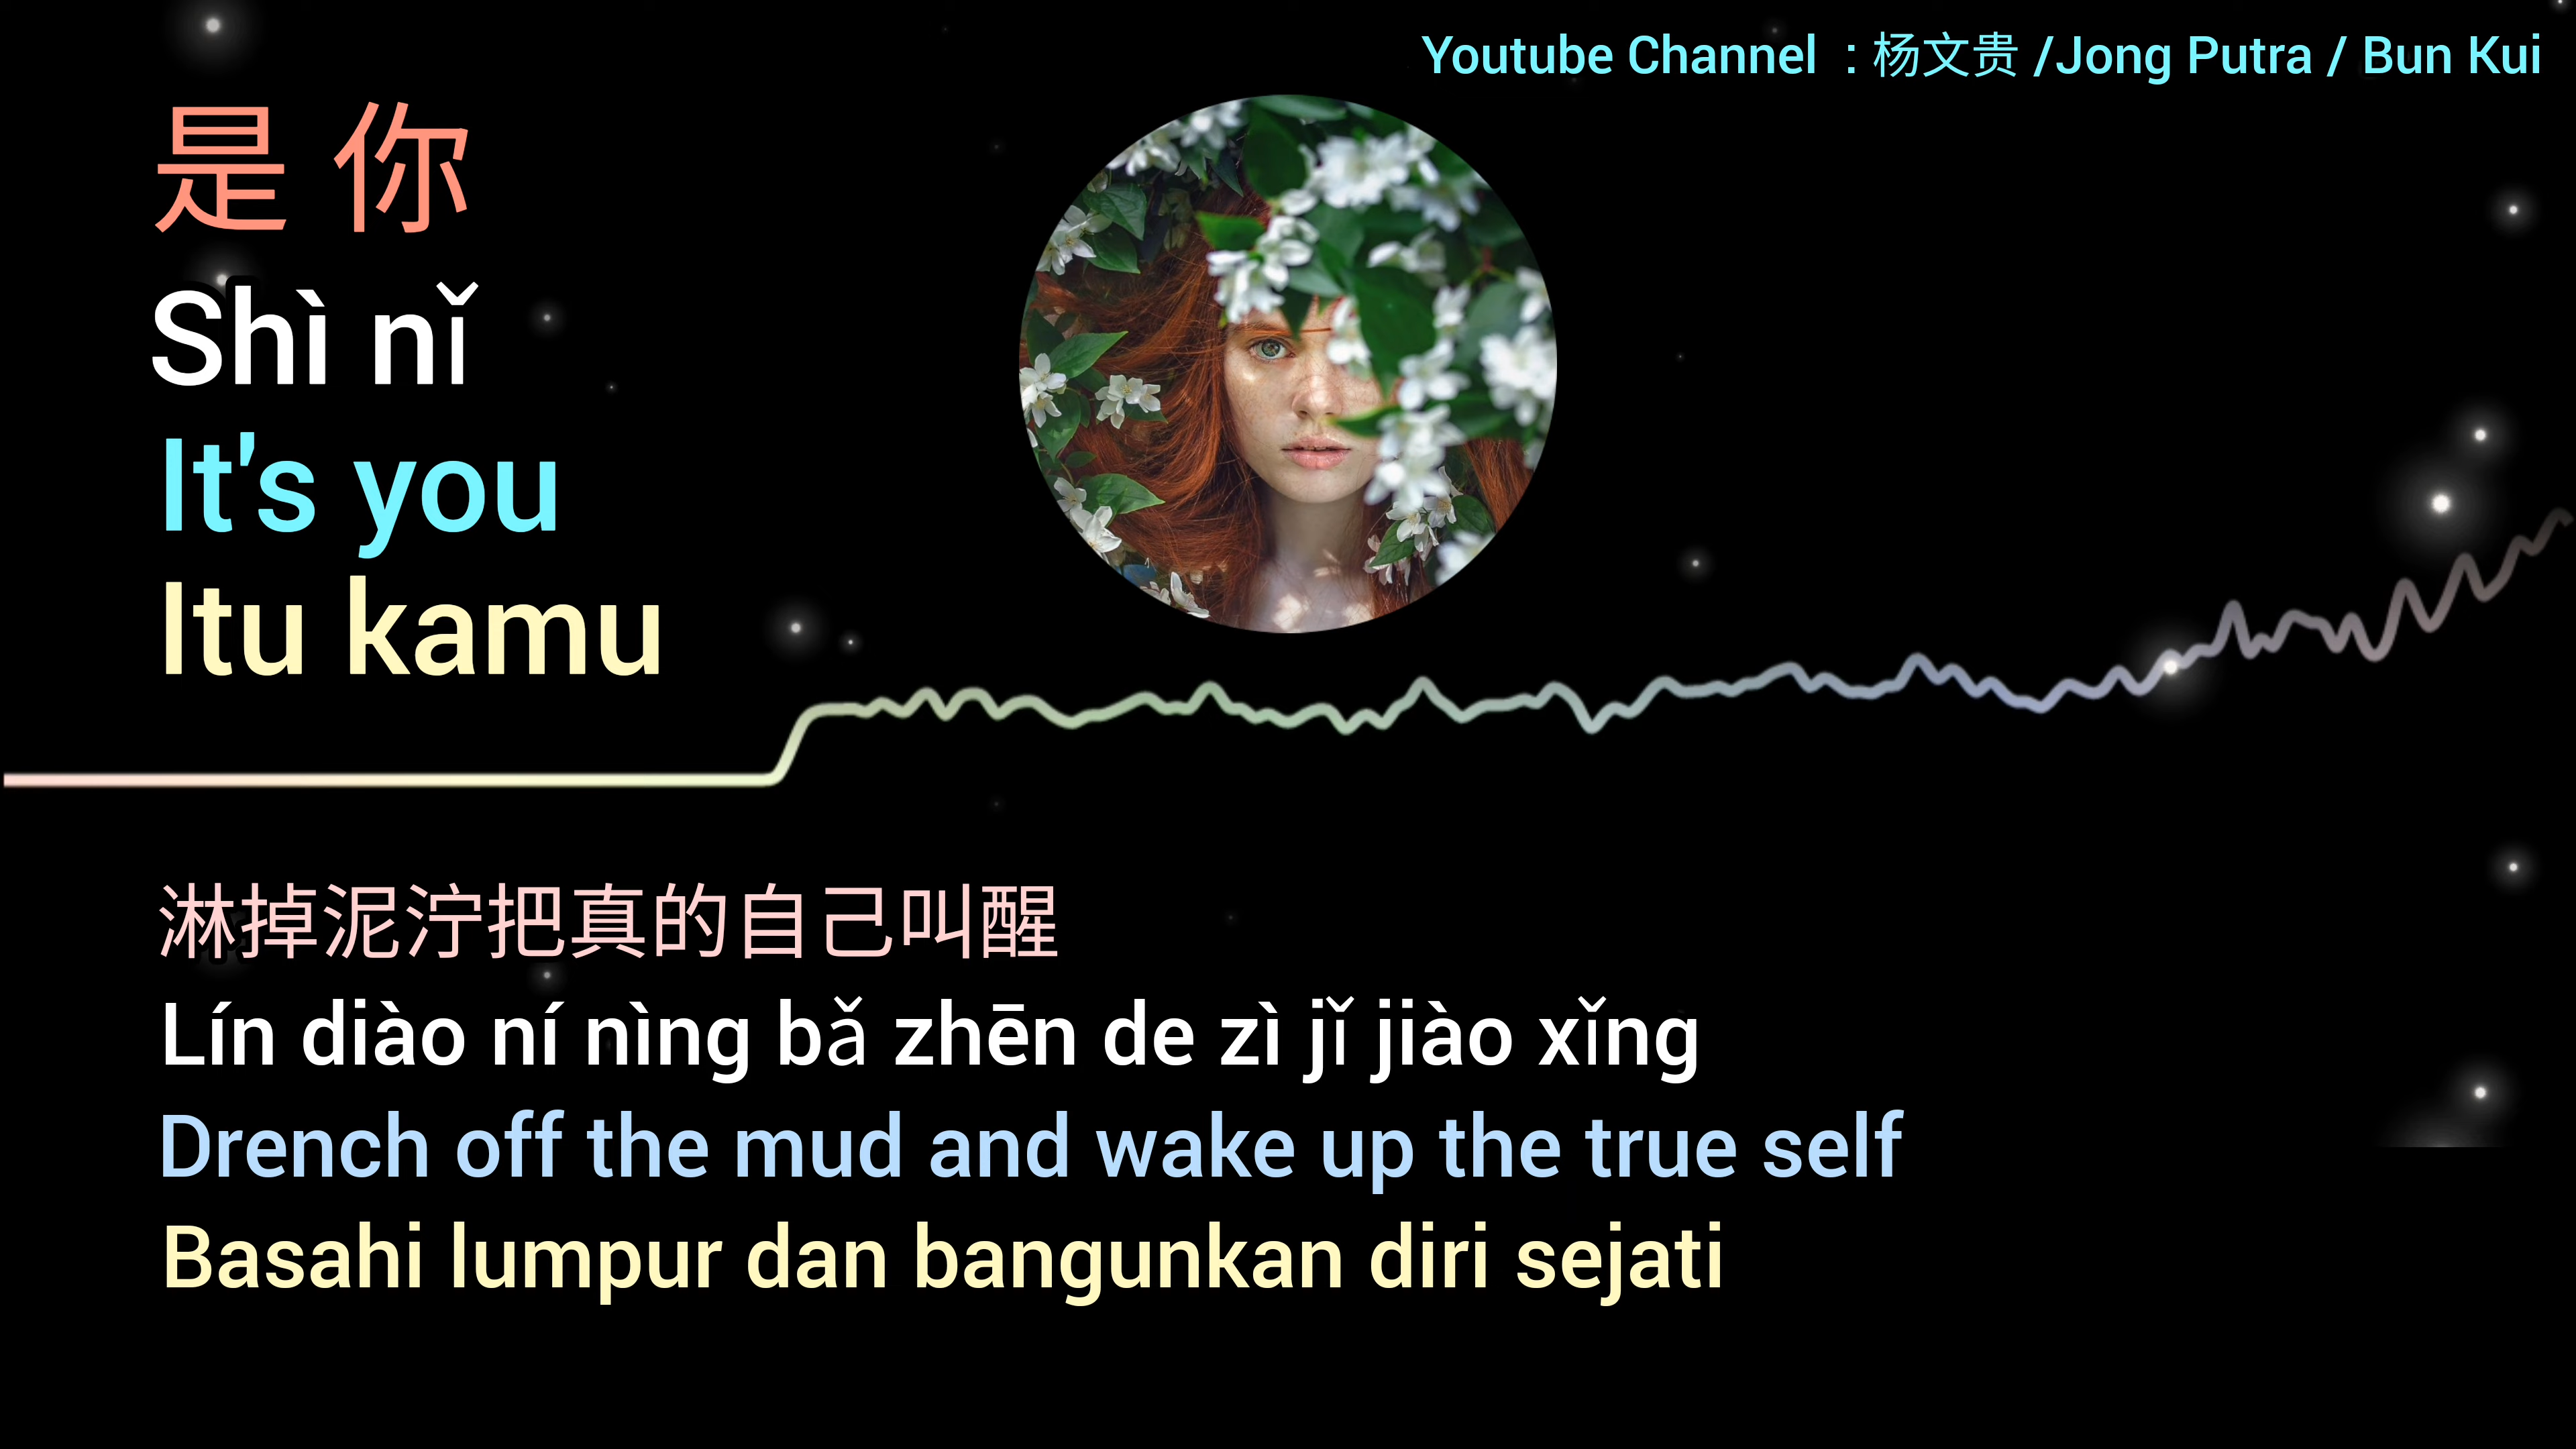 Youtube Channel : 杨文贵 /Jong Putra / Bun Kui
是 你
Shì nǐ
It's you
Itu kamu
淋掉泥泞把真的自己叫醒
Lín diào ní nìng bǎ zhēn de zì jǐ jiào xǐng
Drench off the mud and wake up the true self
Basahi lumpur dan bangunkan diri sejati